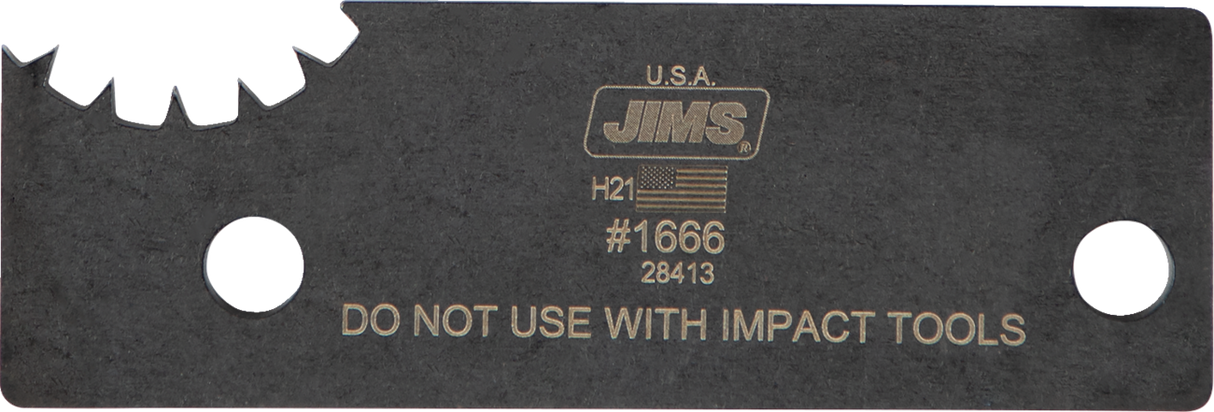 U.S.A.
JIMS®
H21
#1666
28413
DO NOT USE WITH IMPACT TOOLS